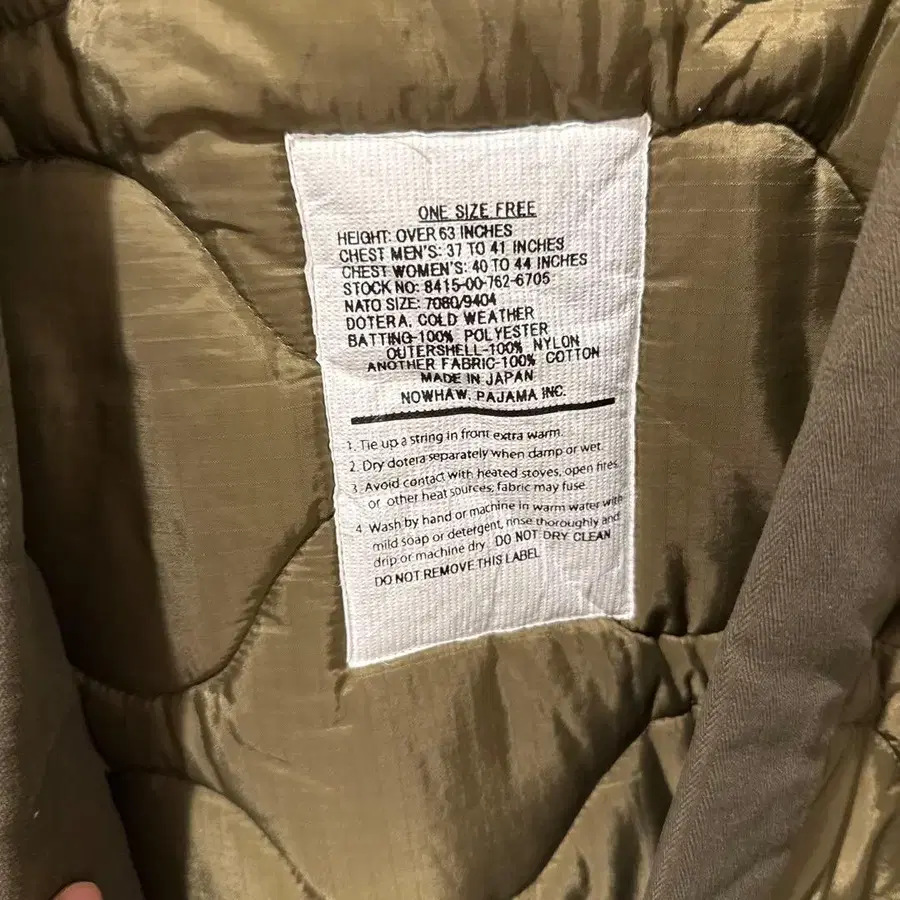 ONE SIZE FREE
HEIGHT: OVER 63 INCHES
CHEST MEN'S: 37 TO 41 INCHES
CHEST WOMEN'S: 40 TO 44 INCHES
STOCK NO: 8415-00-762-6705
NATO SIZE: 7080/9404
DOTERA, COLD WEATHER
BATTING-100% POLYESTER
OUTERSHELL-100% NYLON
ANOTHER FABRIC-100% COTTON
MADE IN JAPAN
NOWHAW, PAJAMA INC.
1. Tie up a string in front extra warm.
2. Dry dotera separately when damp or wet.
3. Avoid contact with heated stoves, open fires
or other heat sources; fabric may fuse.
4. Wash by hand or machine in warm water with
mild soap or detergent, rinse thoroughly and
drip or machine dry. DO NOT DRY CLEAN
DO NOT REMOVE THIS LABEL